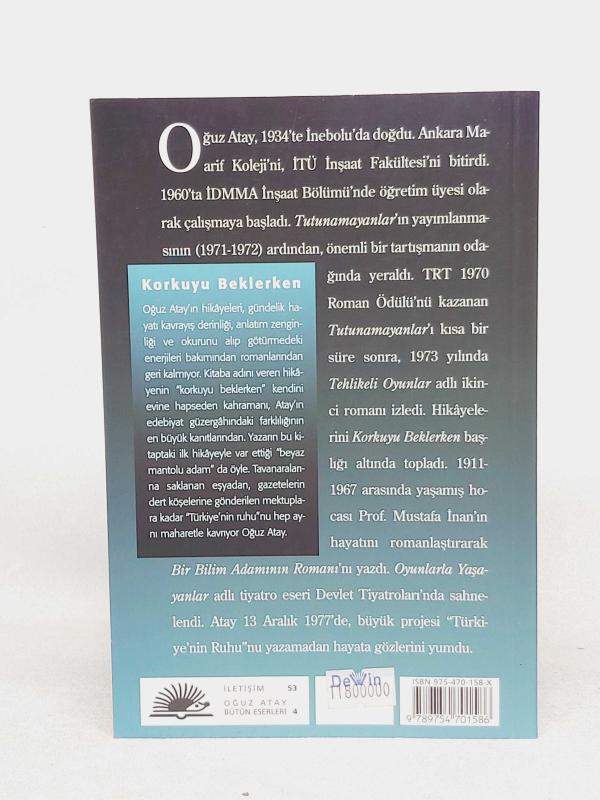 Oğuz Atay, 1934'te İnebolu'da doğdu. Ankara Ma-
arif Koleji'ni, İTÜ İnşaat Fakültesi'ni bitirdi.
1960'ta İDMMA İnşaat Bölümü'nde öğretim üyesi ola-
rak çalışmaya başladı. Tutunamayanlar'ın yayımlanma-
sının (1971-1972) ardından, önemli bir tartışmanın oda-
ğında yeraldı. TRT 1970
Roman Ödülü'nü kazanan
Tutunamayanlar'ı kısa bir
süre sonra, 1973 yılında
Tehlikeli Oyunlar adlı ikin-
ci romanı izledi. Hikâyele-
rini Korkuyu Beklerken baş-
lığı altında topladı. 1911-
1967 arasında yaşamış ho-
cası Prof. Mustafa İnan'ın
hayatını romanlaştırarak
Bir Bilim Adamının Romanı'nı yazdı. Oyunlarla Yaşa-
yanlar adlı tiyatro eseri Devlet Tiyatroları'nda sahne-
lendi. Atay 13 Aralık 1977'de, büyük projesi "Türki-
ye'nin Ruhu"nu yazamadan hayata gözlerini yumdu.
Korkuyu Beklerken
Oğuz Atay'ın hikâyeleri, gündelik ha-
yatı kavrayış derinliği, anlatım zengin-
liği ve okurunu alıp götürmedeki
enerjileri bakımından romanlarından
geri kalmıyor. Kitaba adını veren hikâ-
yenin "korkuyu beklerken" kendini
evine hapseden kahramanı, Atay'ın
edebiyat güzergâhındaki farklılığının
en büyük kanıtlarından. Yazarın bu ki-
taptaki ilk hikâyeyle var ettiği "beyaz
mantolu adam" da öyle. Tavanaraları-
na saklanan eşyadan, gazetelerin
dert köşelerine gönderilen mektupla-
ra kadar "Türkiye'nin ruhu"nu hep ay-
nı maharetle kavrıyor Oğuz Atay.
İLETİŞİM 53
OĞUZ ATAY
BÜTÜN ESERLERİ 4
DeWin
11800000
ISBN 975-470-158-X
9 789754 701586